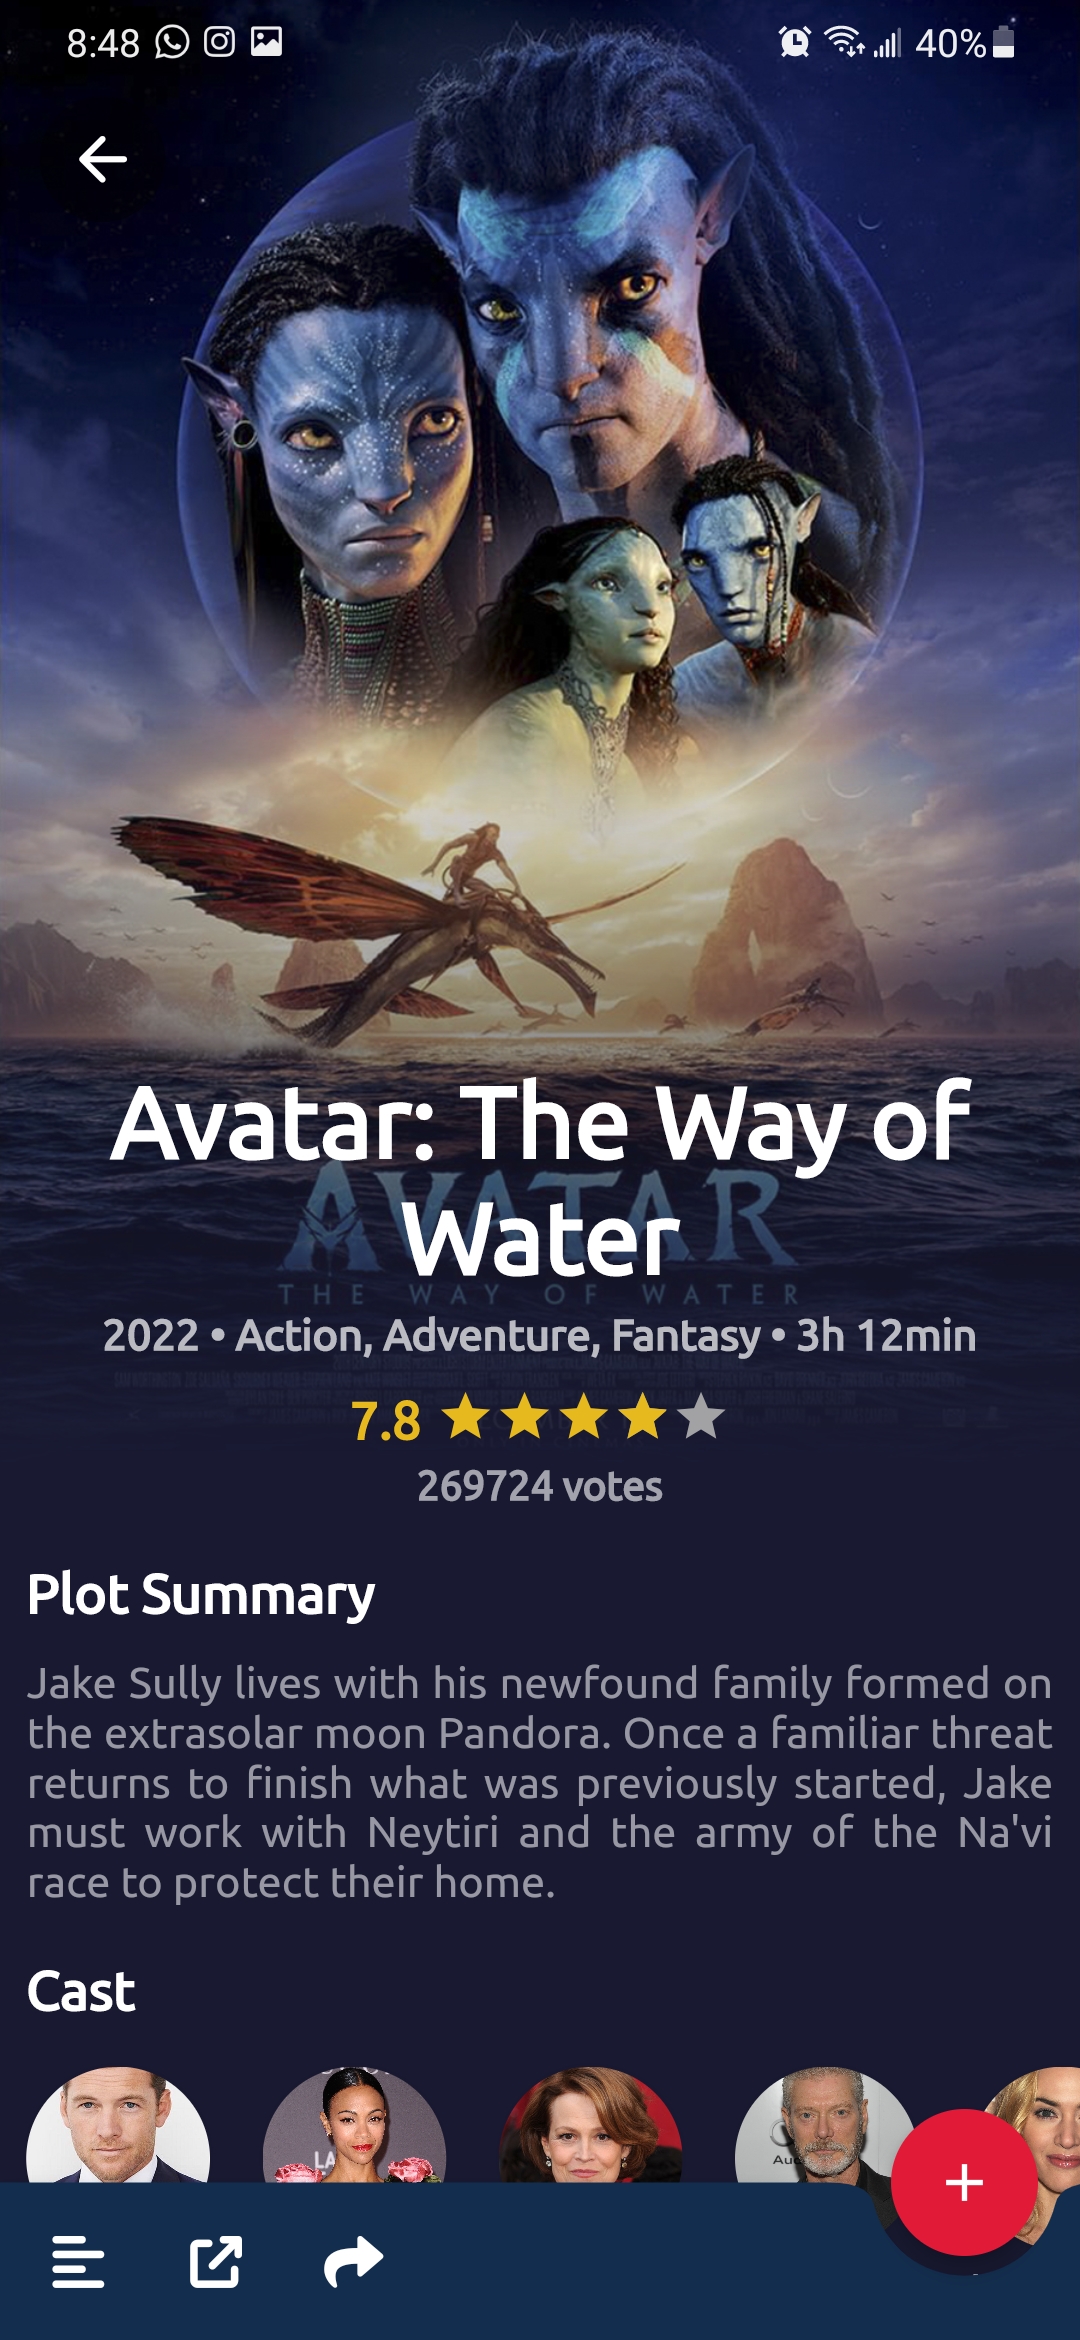 8:48
40%
Avatar: The Way of
Water
AVATAR
THE WAY OF WATER
2022 • Action, Adventure, Fantasy • 3h 12min
7.8
269724 votes
Plot Summary
Jake Sully lives with his newfound family formed on
the extrasolar moon Pandora. Once a familiar threat
returns to finish what was previously started, Jake
must work with Neytiri and the army of the Na'vi
race to protect their home.
Cast